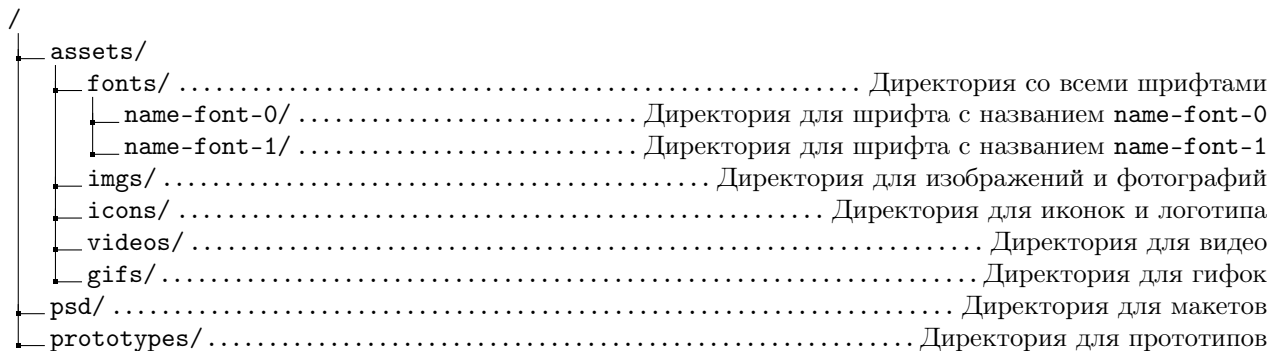 /
assets/
fonts/ ........................................................ Директория со всеми шрифтами
name-font-0/ ............................ Директория для шрифта с названием name-font-0
name-font-1/ ............................ Директория для шрифта с названием name-font-1
imgs/ ............................................. Директория для изображений и фотографий
icons/ ...................................................... Директория для иконок и логотипа
videos/ .................................................................. Директория для видео
gifs/ ................................................................... Директория для гифок
psd/ ...................................................................... Директория для макетов
prototypes/ .......................................................... Директория для прототипов